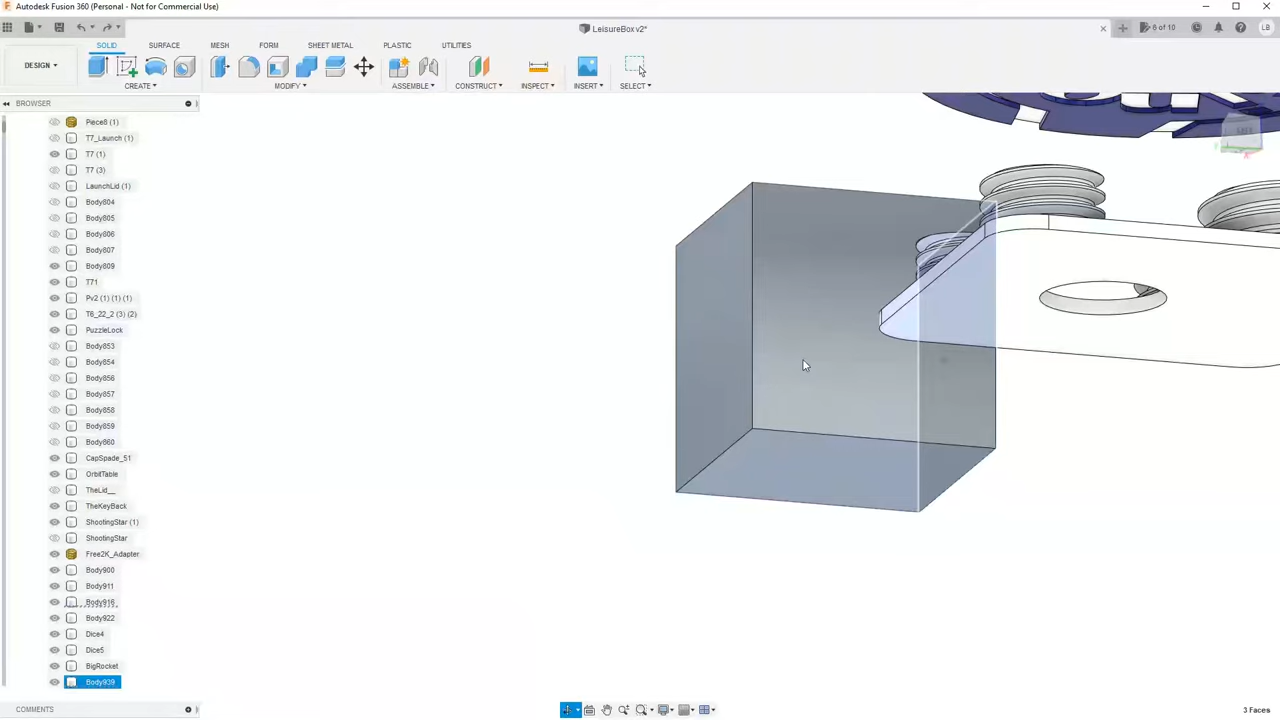 Autodesk Fusion 360 (Personal - Not for Commercial Use)
LeisureBox v2*
6 of 10
LB
SOLID SURFACE MESH FORM SHEET METAL PLASTIC UTILITIES
DESIGN
CREATE MODIFY ASSEMBLE CONSTRUCT INSPECT INSERT SELECT
BROWSER
Piece8 (1)
T7_Launch (1)
T7 (1)
T7 (3)
LaunchLid (1)
Body804
Body805
Body806
Body807
Body809
T71
Pv2 (1) (1) (1)
T6_22_2 (3) (2)
PuzzleLock
Body853
Body854
Body856
Body857
Body858
Body859
Body860
CapSpade_51
OrbitTable
TheLid__
TheKeyBack
ShootingStar (1)
ShootingStar
Free2K_Adapter
Body900
Body911
Body916
Body922
Dice4
Dice5
BigRocket
Body939
COMMENTS
3 Faces